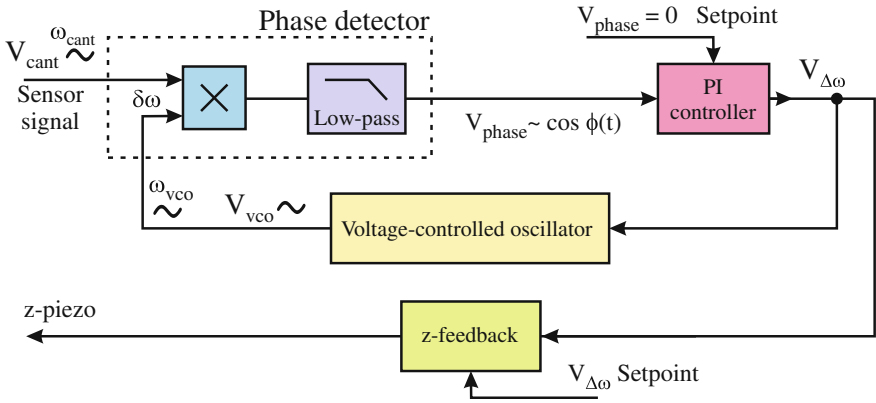 Phase detector
V_phase = 0 Setpoint
ω_cant
V_cant
Sensor
signal
δω
×
Low-pass
V_phase ~ cos ϕ(t)
PI
controller
V_Δω
ω_vco
V_vco
Voltage-controlled oscillator
z-piezo
z-feedback
V_Δω Setpoint